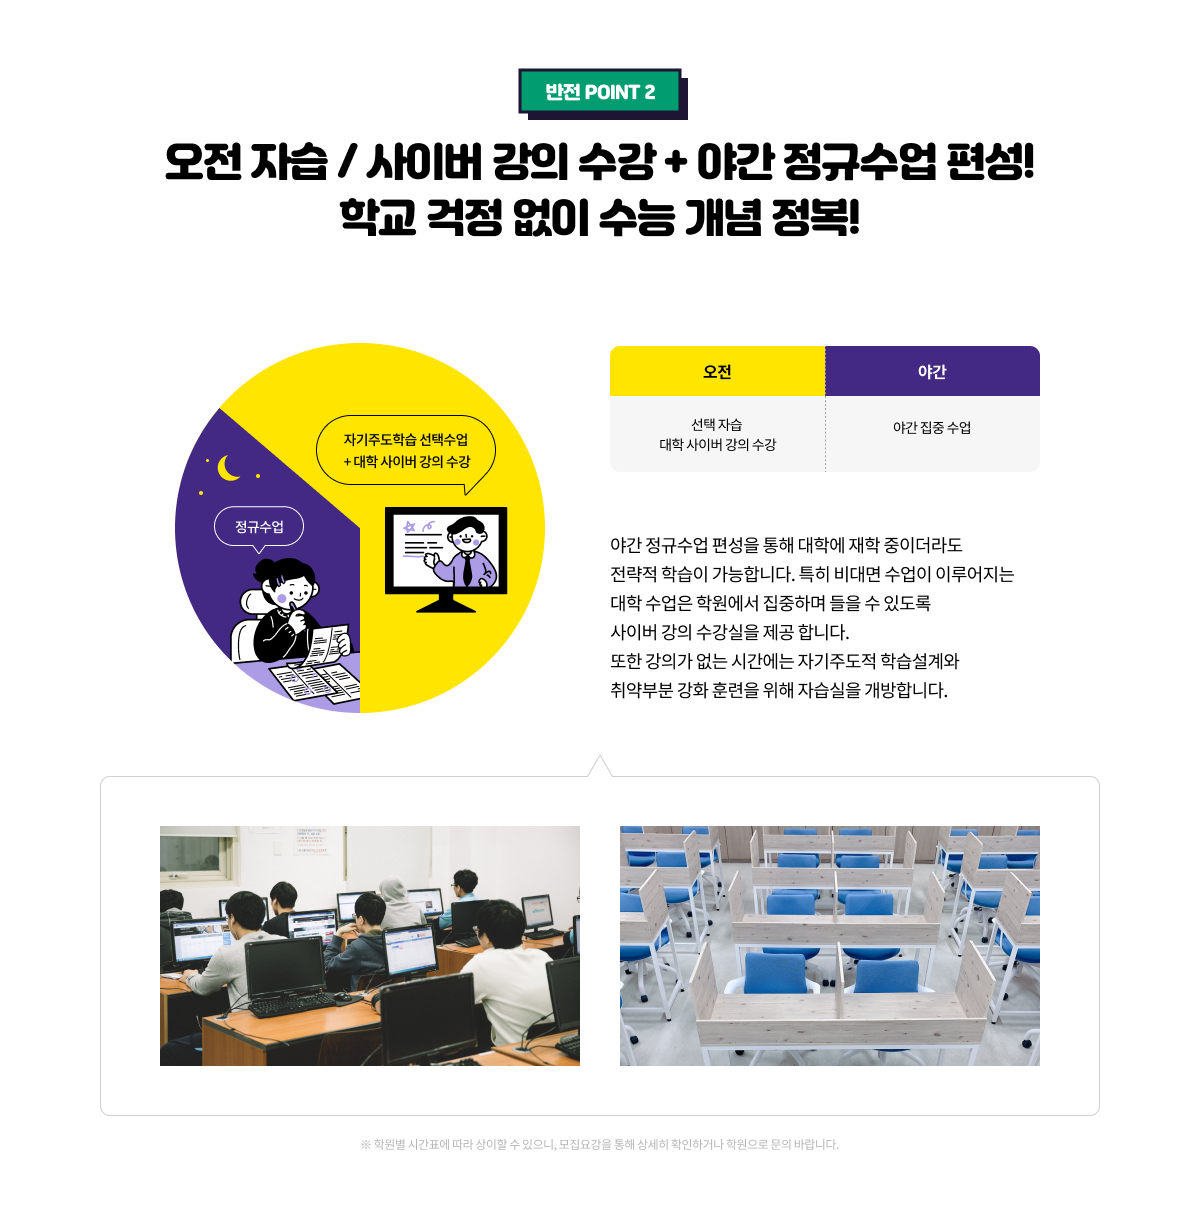 반전 POINT 2
오전 자습 / 사이버 강의 수강 + 야간 정규수업 편성!
학교 걱정 없이 수능 개념 정복!
자기주도학습 선택수업
+ 대학 사이버 강의 수강
정규수업
오전
야간
선택 자습
대학 사이버 강의 수강
야간 집중 수업
야간 정규수업 편성을 통해 대학에 재학 중이더라도
전략적 학습이 가능합니다. 특히 비대면 수업이 이루어지는
대학 수업은 학원에서 집중하며 들을 수 있도록
사이버 강의 수강실을 제공 합니다.
또한 강의가 없는 시간에는 자기주도적 학습설계와
취약부분 강화 훈련을 위해 자습실을 개방합니다.
※ 학원별 시간표에 따라 상이할 수 있으니, 모집요강을 통해 상세히 확인하거나 학원으로 문의 바랍니다.